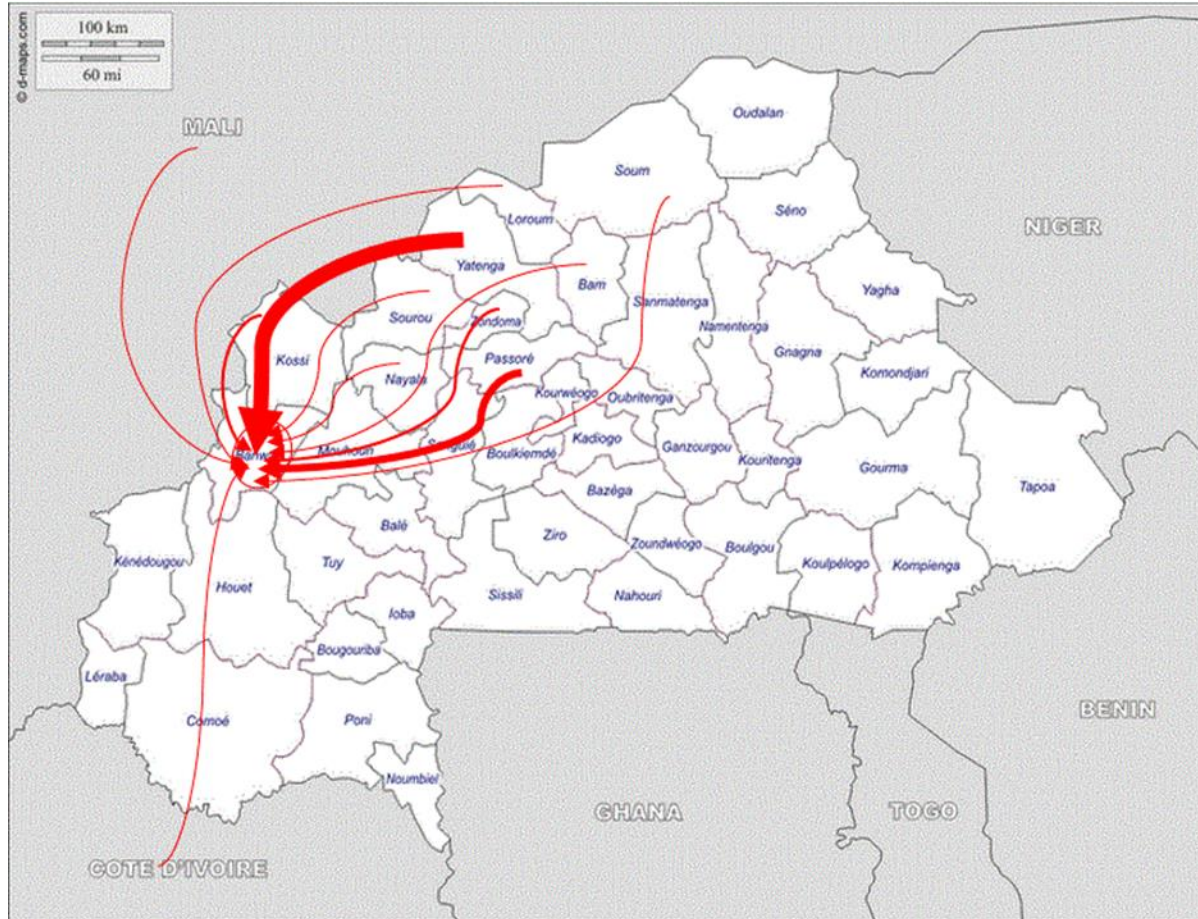 © d-maps.com
100 km
60 mi
MALI
Oudalan
Soum
Loroum
Séno
NIGER
Yatenga
Bam
Yagha
Sourou
Zondoma
Sanmatenga
Namentenga
Gnagna
Kossi
Passoré
Komondjari
Nayala
Kourwéogo
Oubritenga
Banwa
Mouhoun
Sanguié
Boulkiemdé
Kadiogo
Ganzourgou
Kouritenga
Gourma
Tapoa
Bazèga
Balé
Ziro
Zoundwéogo
Boulgou
Koulpélogo
Kompienga
Kénédougou
Houet
Tuy
Sissili
Nahouri
Ioba
Bougouriba
Léraba
Comoé
Poni
BENIN
Noumbiel
GHANA
TOGO
COTE D'IVOIRE